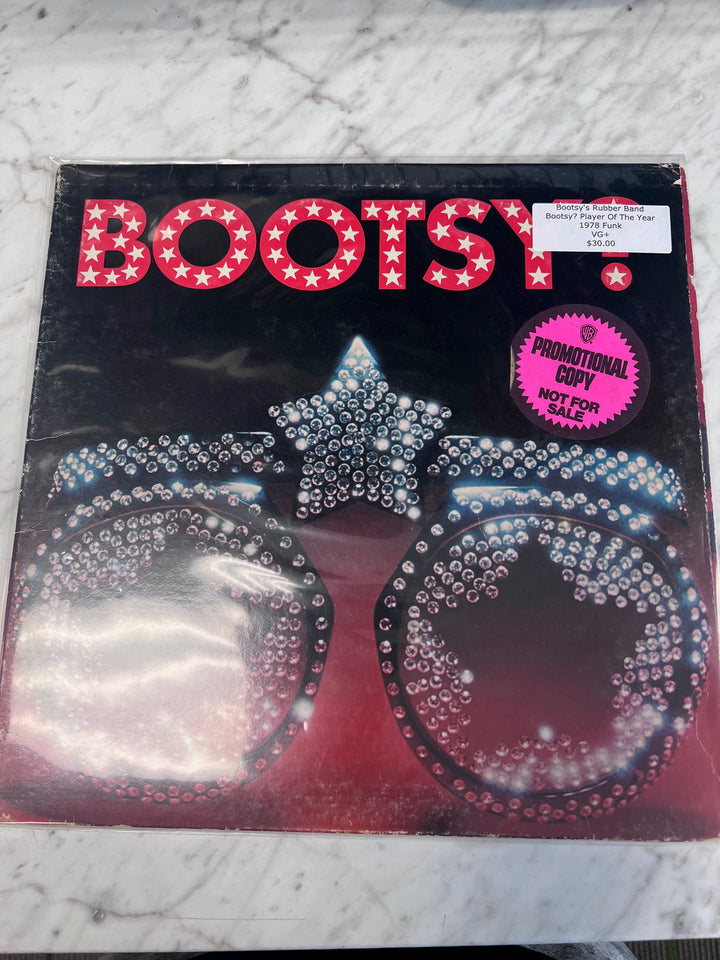 BOOTSY?
Bootsy's Rubber Band
Bootsy? Player Of The Year
1978 Funk
VG+
$30.00
WB
PROMOTIONAL
COPY
NOT FOR
SALE